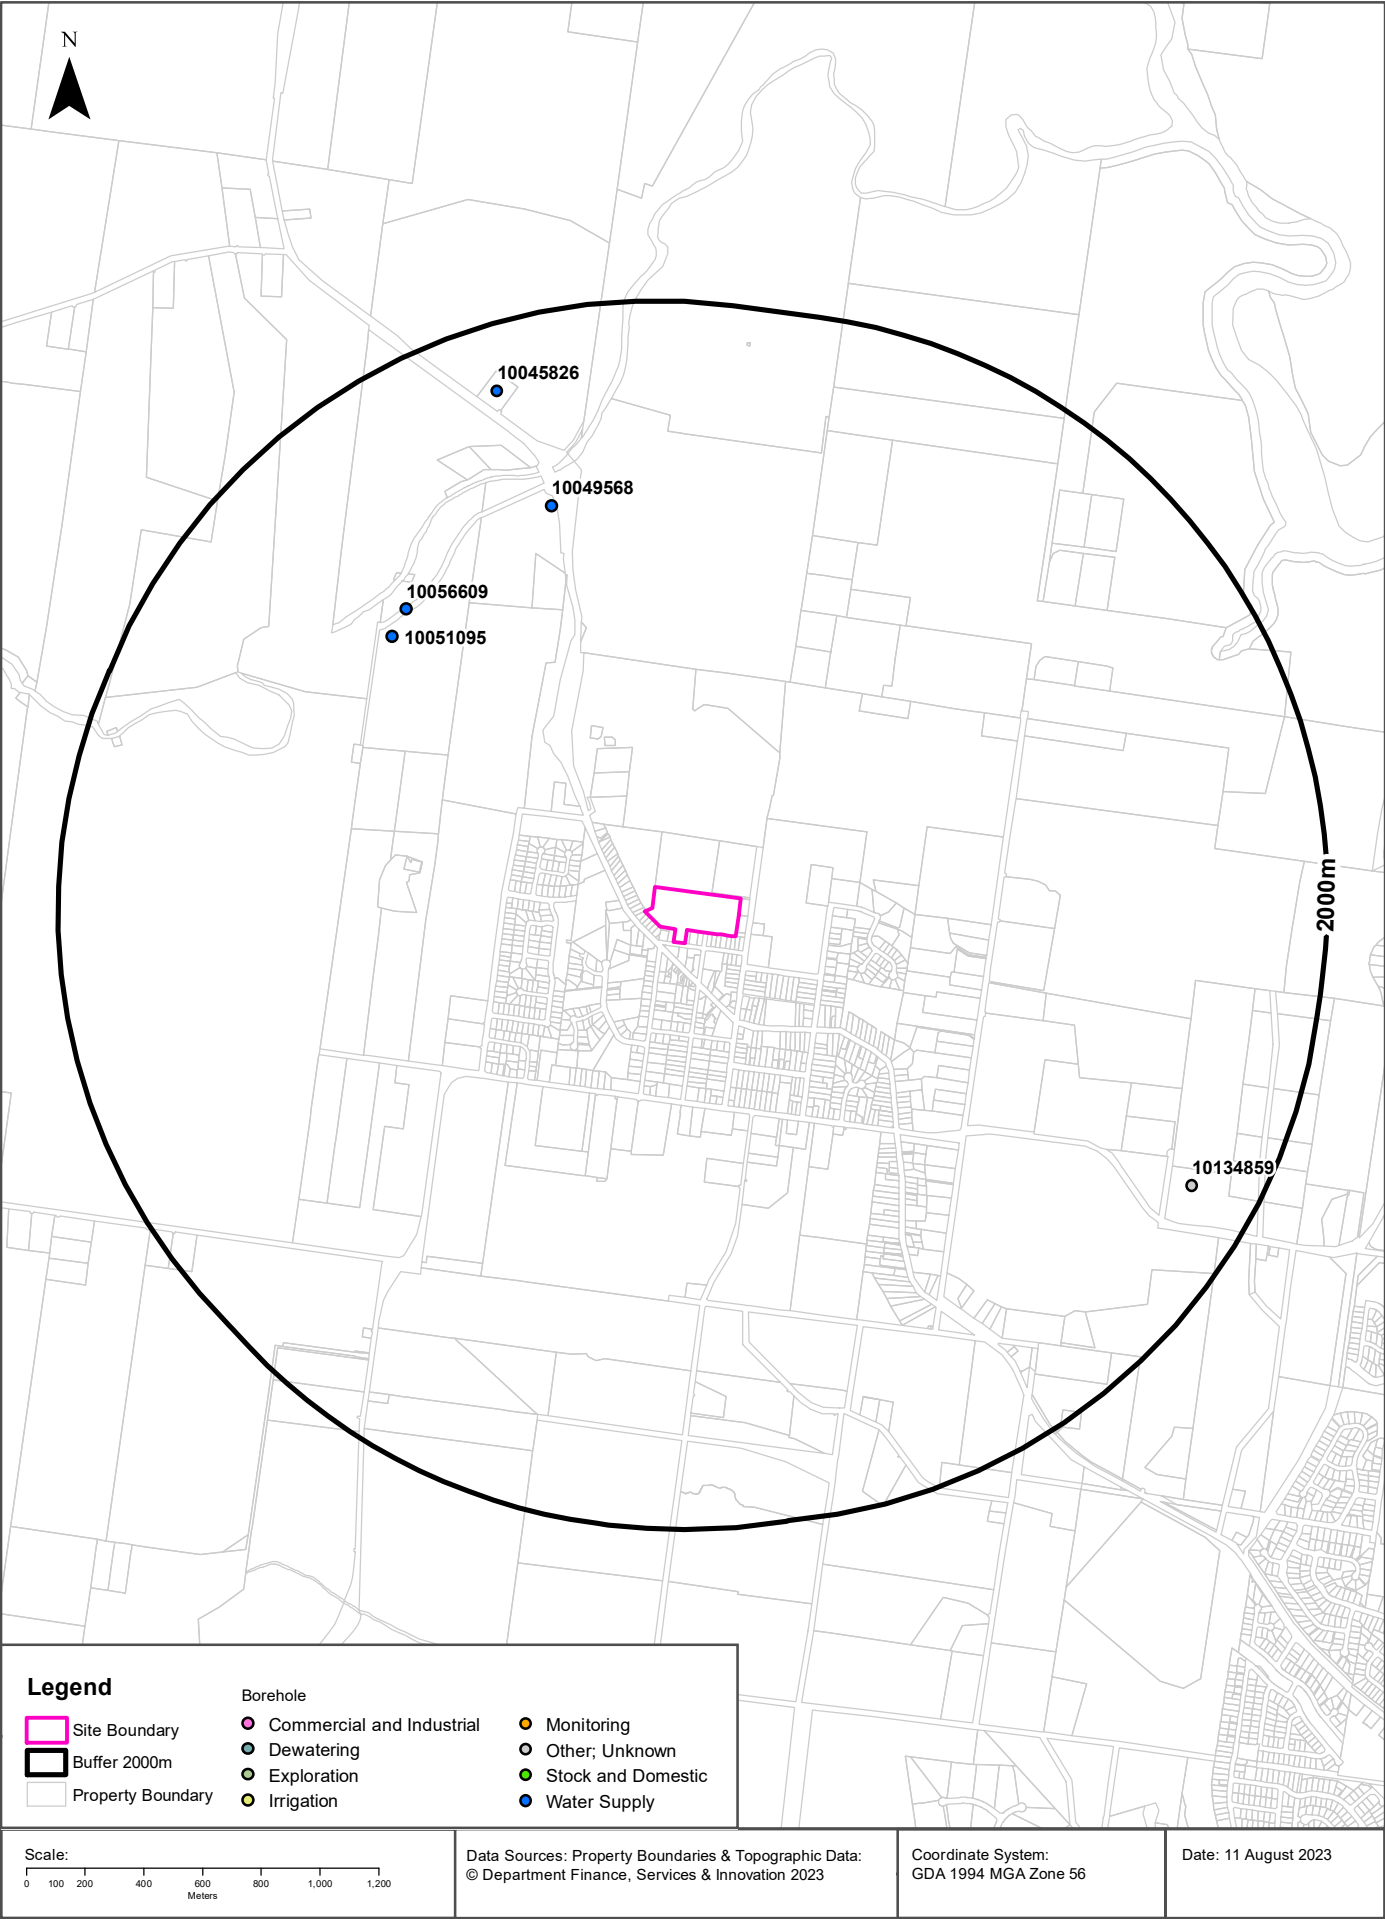 N
10045826
10049568
10056609
10051095
2000m
10134859
Legend
Site Boundary
Buffer 2000m
Property Boundary
Borehole
Commercial and Industrial
Dewatering
Exploration
Irrigation
Monitoring
Other; Unknown
Stock and Domestic
Water Supply
Scale:
0 100 200 400 600 800 1,000 1,200
Meters
Data Sources: Property Boundaries & Topographic Data:
© Department Finance, Services & Innovation 2023
Coordinate System:
GDA 1994 MGA Zone 56
Date: 11 August 2023